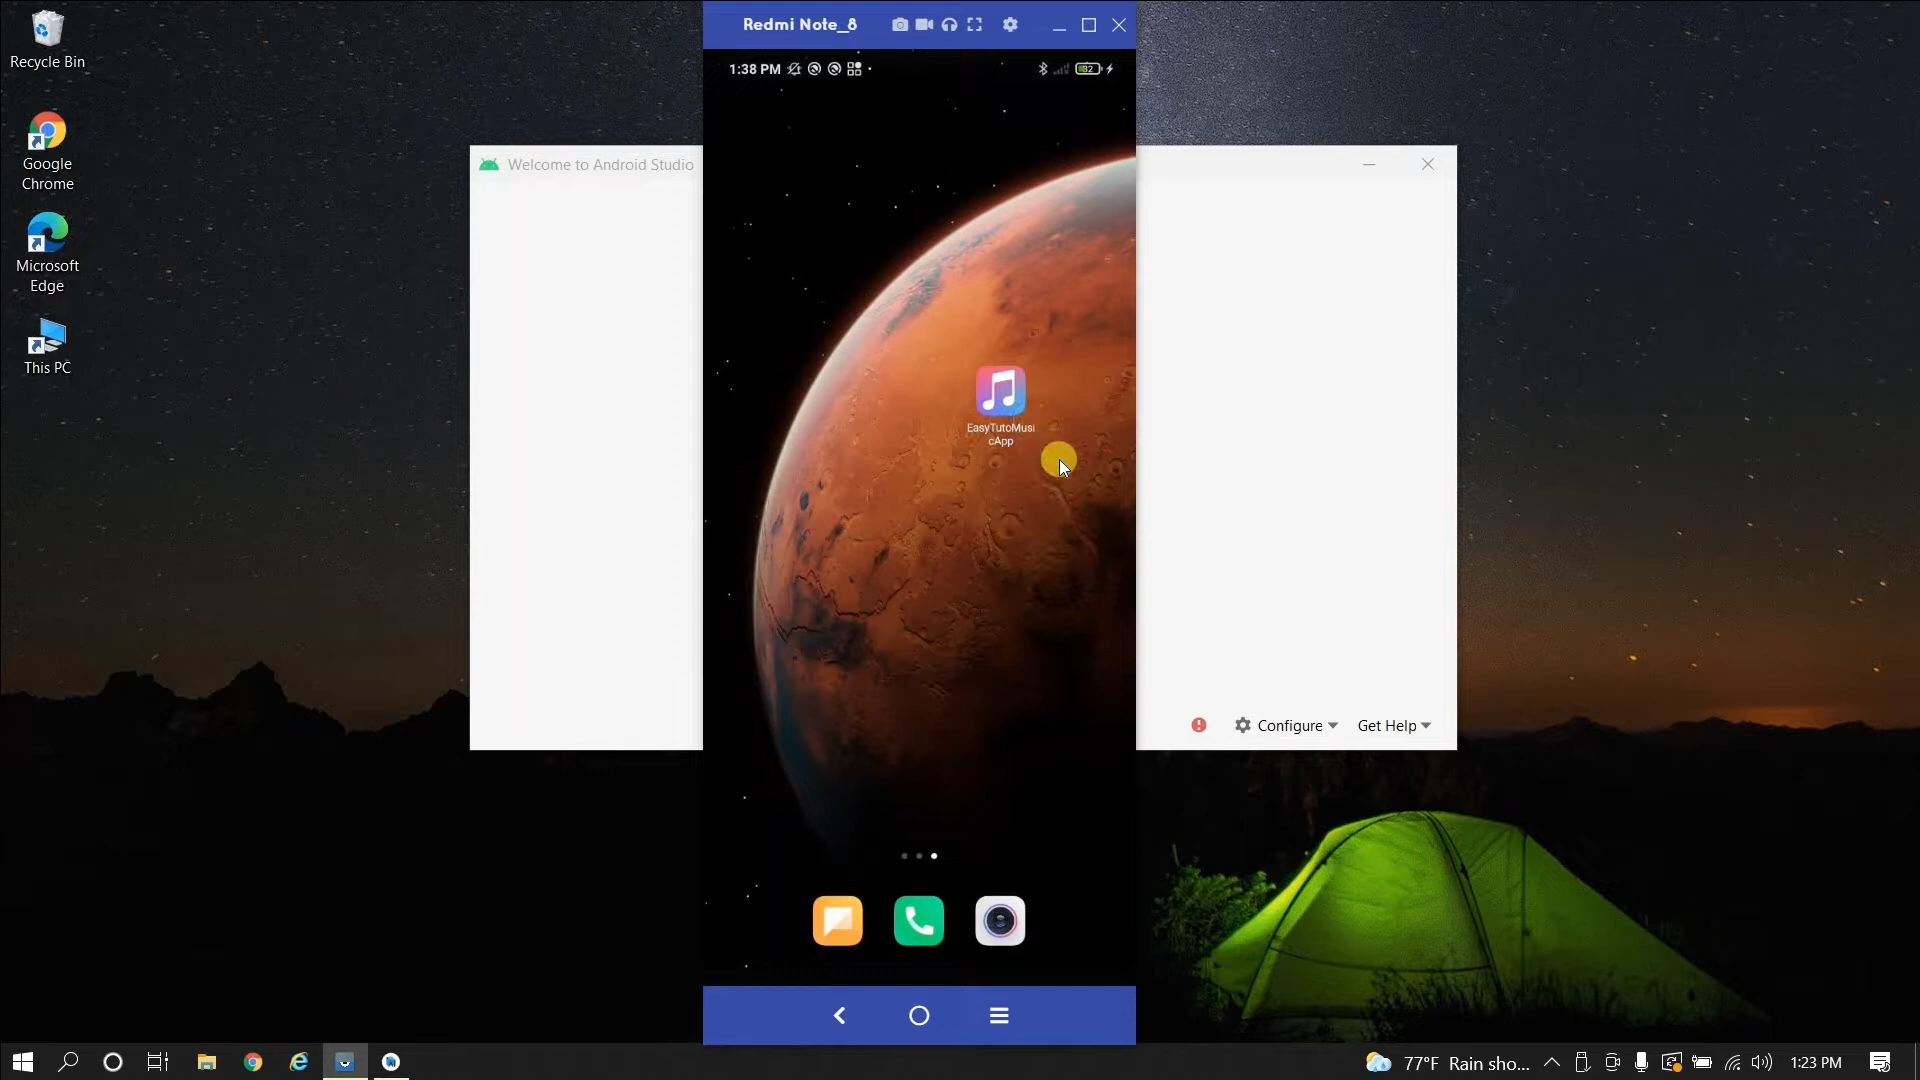 Recycle Bin
Google
Chrome
Microsoft
Edge
This PC
Welcome to Android Studio
Redmi Note_8
1:38 PM
82
EasyTutoMusi
cApp
Configure
Get Help
77°F Rain sho...
1:23 PM